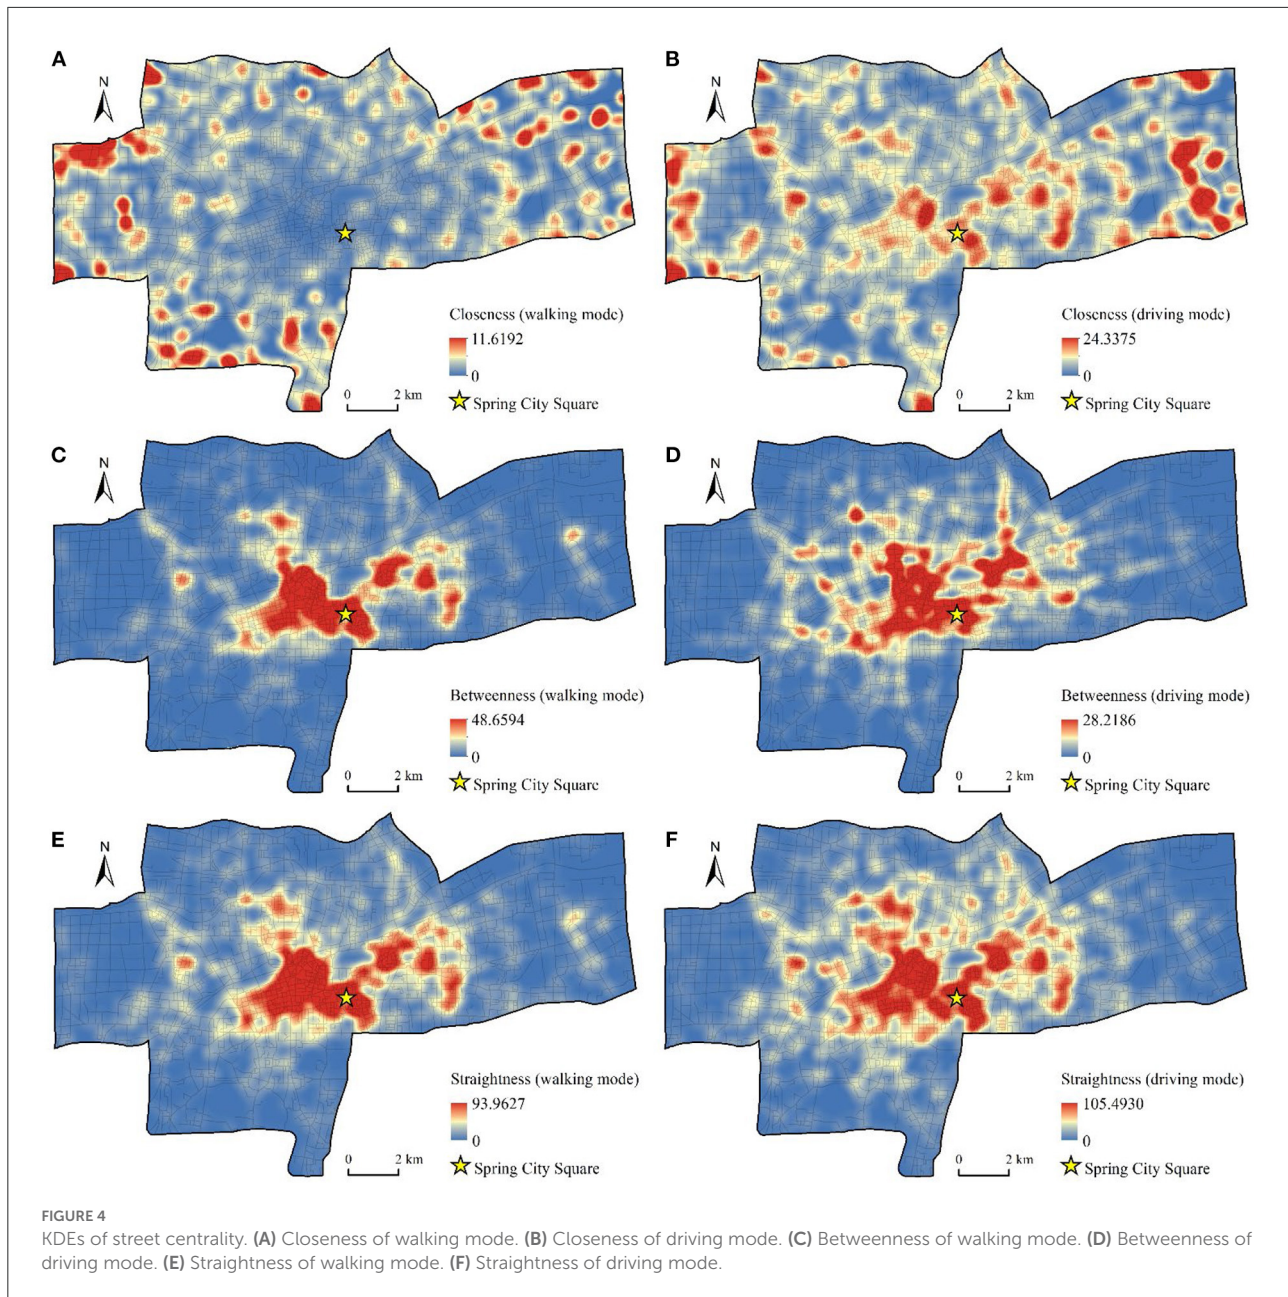 A
N
Closeness (walking mode)
11.6192
0
0 2 km
Spring City Square
B
N
Closeness (driving mode)
24.3375
0
0 2 km
Spring City Square
C
N
Betweenness (walking mode)
48.6594
0
0 2 km
Spring City Square
D
N
Betweenness (driving mode)
28.2186
0
0 2 km
Spring City Square
E
N
Straightness (walking mode)
93.9627
0
0 2 km
Spring City Square
F
N
Straightness (driving mode)
105.4930
0
0 2 km
Spring City Square
FIGURE 4
KDEs of street centrality. (A) Closeness of walking mode. (B) Closeness of driving mode. (C) Betweenness of walking mode. (D) Betweenness of
driving mode. (E) Straightness of walking mode. (F) Straightness of driving mode.